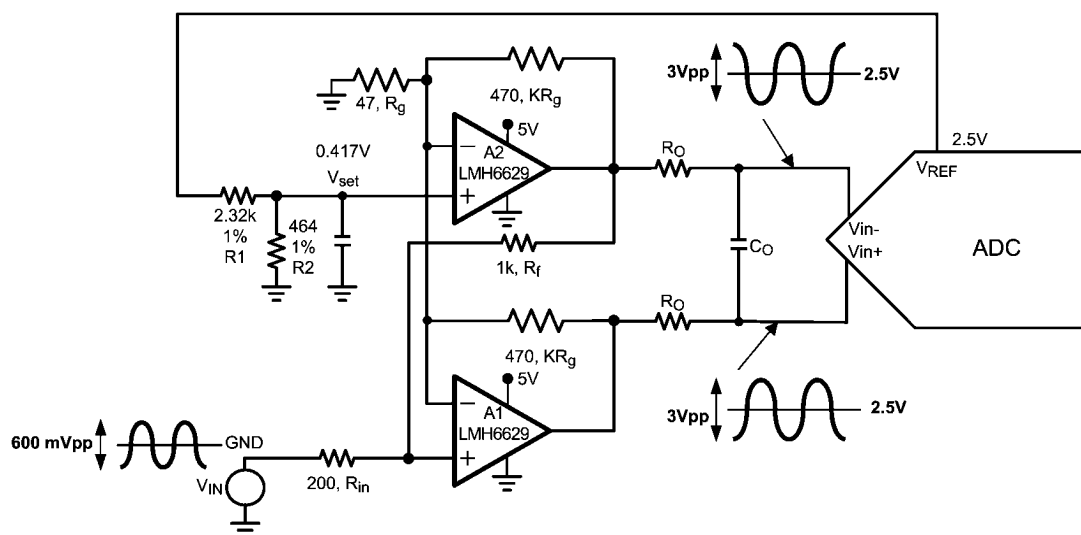 3Vpp
2.5V
47, Rg
470, KRg
5V
A2
LMH6629
0.417V
Vset
2.32k
1%
R1
464
1%
R2
1k, Rf
RO
CO
2.5V
VREF
Vin-
Vin+
ADC
RO
470, KRg
5V
A1
LMH6629
3Vpp
2.5V
600 mVpp
GND
VIN
200, Rin